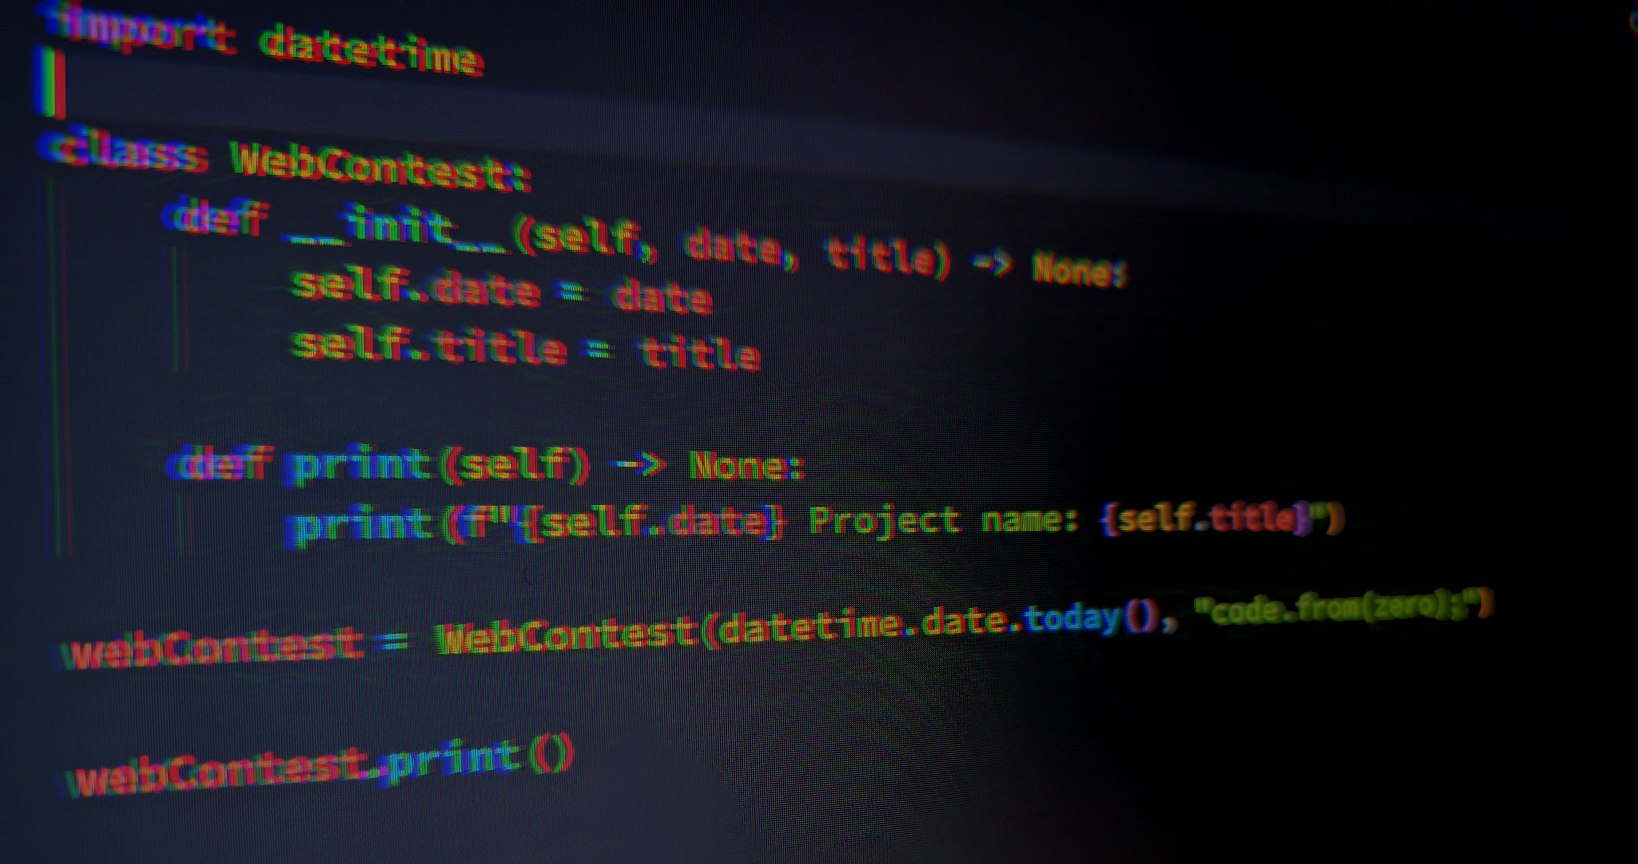 import datetime
class WebContest:
    def __init__(self, date, title) -> None:
        self.date = date
        self.title = title
    def print(self) -> None:
        print(f"{self.date} Project name: {self.title}")
webContest = WebContest(datetime.date.today(), "code.from(zero);")
webContest.print()